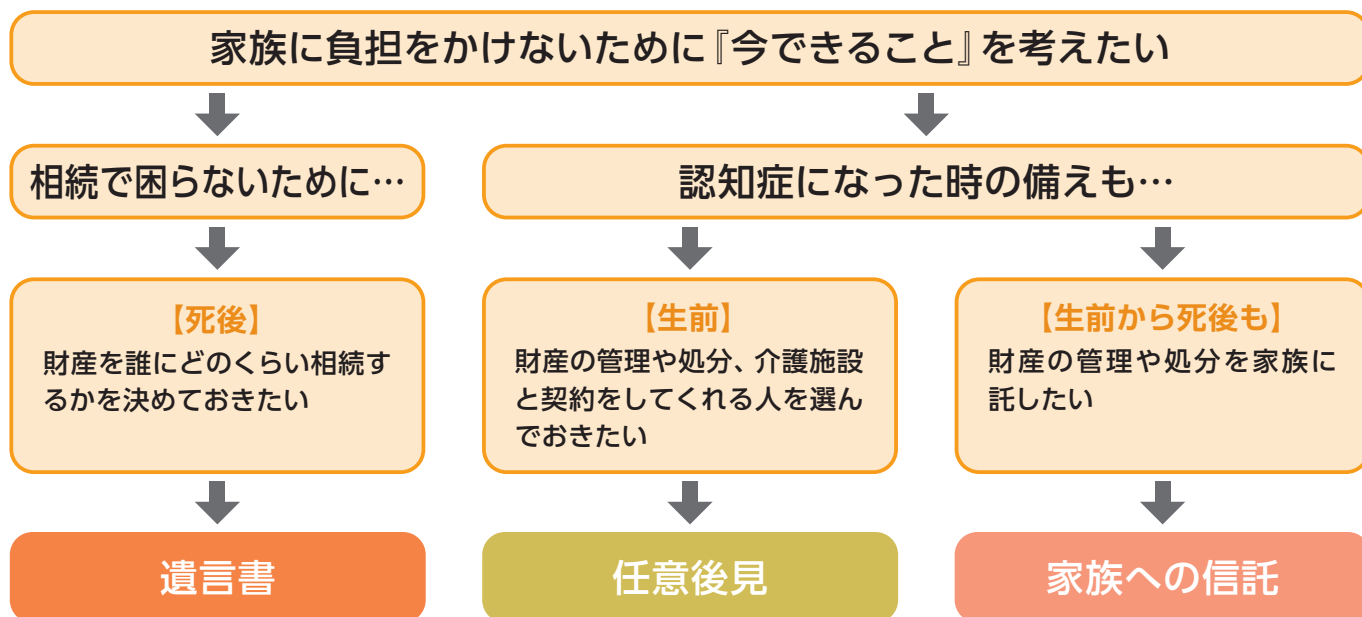 家族に負担をかけないために『今できること』を考えたい
相続で困らないために…
認知症になった時の備えも…
【死後】
財産を誰にどのくらい相続す
るかを決めておきたい
【生前】
財産の管理や処分、介護施設
と契約をしてくれる人を選ん
でおきたい
【生前から死後も】
財産の管理や処分を家族に
託したい
遺言書
任意後見
家族への信託